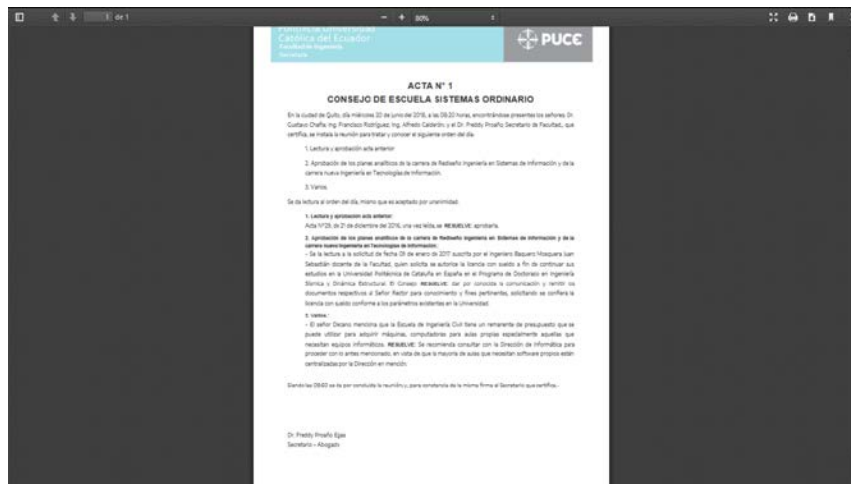 1 de 1
80%
Pontificia Universidad
Católica del Ecuador
Facultad de Ingeniería
Secretaría
PUCE
ACTA N° 1
CONSEJO DE ESCUELA SISTEMAS ORDINARIO
En la ciudad de Quito, día miércoles 20 de junio del 2018, a las 08:20 horas, encontrándose presentes los señores: Dr.
Gustavo Chafla; Ing. Francisco Rodríguez; Ing. Alfredo Calderón; y el Dr. Freddy Proaño Secretario de Facultad, que
certifica, se instala la reunión para tratar y conocer el siguiente orden del día:
1. Lectura y aprobación acta anterior
2. Aprobación de los planes analíticos de la carrera de Rediseño Ingeniería en Sistemas de Información y de la
carrera nueva Ingeniería en Tecnologías de Información.
3. Varios.
Se da lectura al orden del día, mismo que es aceptado por unanimidad.
1. Lectura y aprobación acta anterior:
Acta N°29, de 21 de diciembre del 2016, una vez leída, se RESUELVE: aprobarla.
2. Aprobación de los planes analíticos de la carrera de Rediseño Ingeniería en Sistemas de Información y de la
carrera nueva Ingeniería en Tecnologías de Información:
- Se da lectura a la solicitud de fecha 09 de enero de 2017 suscrita por el ingeniero Baquero Mosquera Juan
Sebastián docente de la Facultad, quien solicita se autorice la licencia con sueldo a fin de continuar sus
estudios en la Universidad Politécnica de Cataluña en España en el Programa de Doctorado en Ingeniería
Sísmica y Dinámica Estructural. El Consejo RESUELVE: dar por conocida la comunicación y remitir los
documentos respectivos al Señor Rector para conocimiento y fines pertinentes, solicitando se confiera la
licencia con sueldo conforme a los parámetros existentes en la Universidad.
3. Varios.-
- El señor Decano menciona que la Escuela de Ingeniería Civil tiene un remanente de presupuesto que se
puede utilizar para adquirir máquinas, computadoras para aulas propias especialmente aquellas que
necesitan equipos informáticos. RESUELVE: Se recomienda consultar con la Dirección de Informática para
proceder con lo antes mencionado, en vista de que la mayoría de aulas que necesitan software propios están
centralizadas por la Dirección en mención.
Siendo las se da por concluida la reunión y, para constancia de la misma firma el Secretario que certifica.-
Dr. Freddy Proaño Egas
Secretario - Abogado